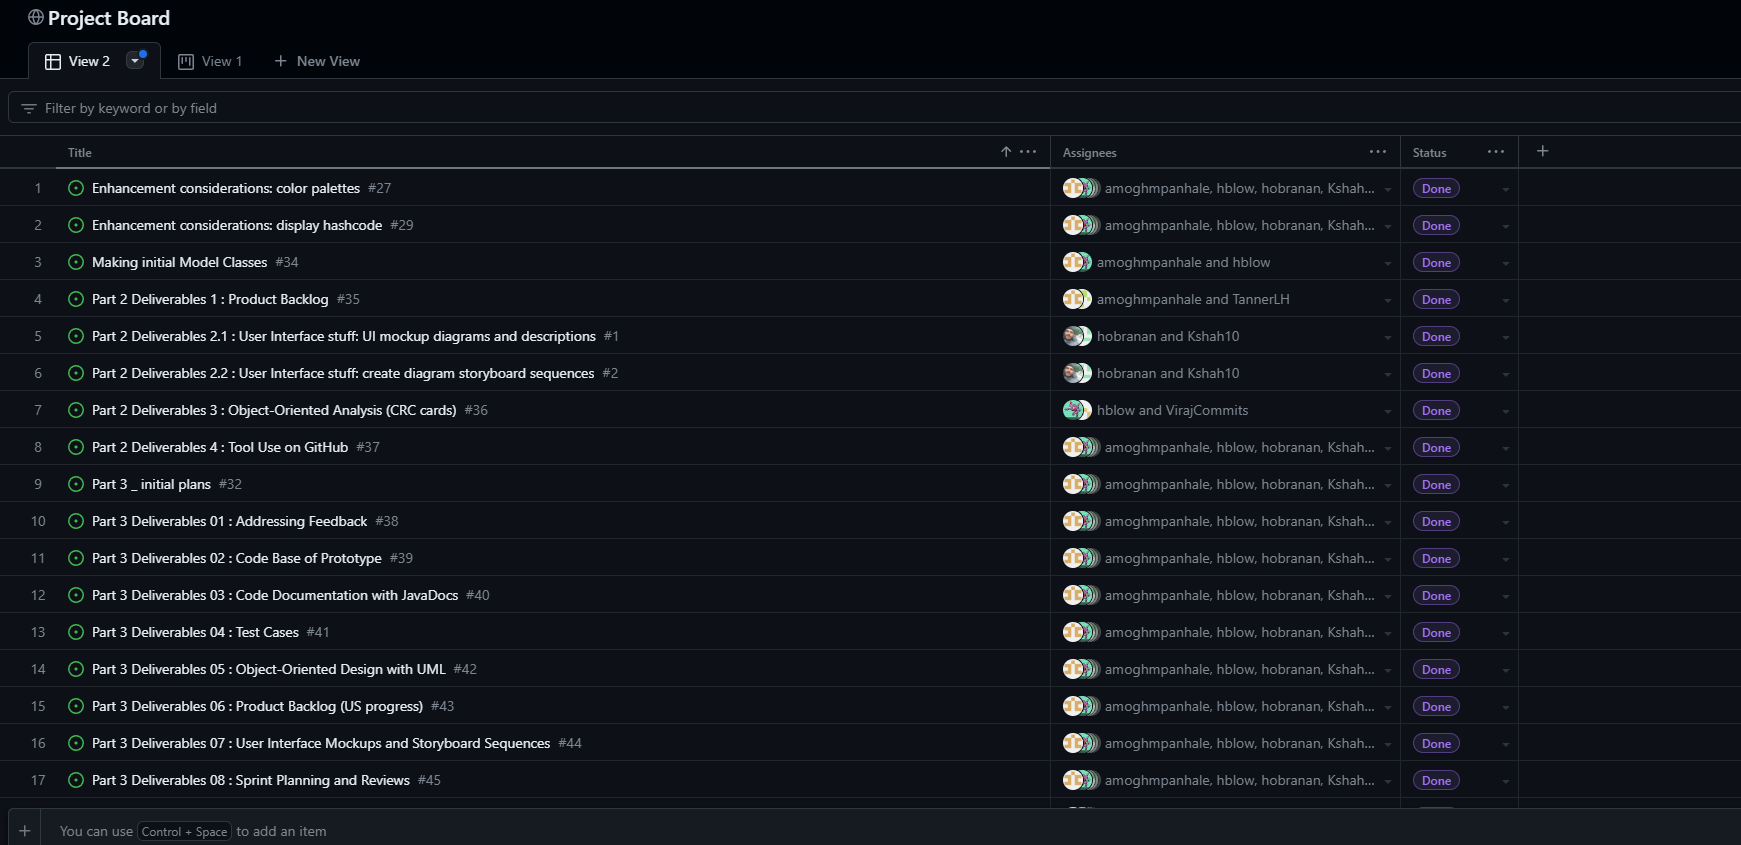 Project Board
View 2 View 1 New View
Filter by keyword or by field
Title Assignees Status
1 Enhancement considerations: color palettes #27 amoghmpanhale, hblow, hobranan, Kshah... Done
2 Enhancement considerations: display hashcode #29 amoghmpanhale, hblow, hobranan, Kshah... Done
3 Making initial Model Classes #34 amoghmpanhale and hblow Done
4 Part 2 Deliverables 1 : Product Backlog #35 amoghmpanhale and TannerLH Done
5 Part 2 Deliverables 2.1 : User Interface stuff: UI mockup diagrams and descriptions #1 hobranan and Kshah10 Done
6 Part 2 Deliverables 2.2 : User Interface stuff: create diagram storyboard sequences #2 hobranan and Kshah10 Done
7 Part 2 Deliverables 3 : Object-Oriented Analysis (CRC cards) #36 hblow and VirajCommits Done
8 Part 2 Deliverables 4 : Tool Use on GitHub #37 amoghmpanhale, hblow, hobranan, Kshah... Done
9 Part 3 _ initial plans #32 amoghmpanhale, hblow, hobranan, Kshah... Done
10 Part 3 Deliverables 01 : Addressing Feedback #38 amoghmpanhale, hblow, hobranan, Kshah... Done
11 Part 3 Deliverables 02 : Code Base of Prototype #39 amoghmpanhale, hblow, hobranan, Kshah... Done
12 Part 3 Deliverables 03 : Code Documentation with JavaDocs #40 amoghmpanhale, hblow, hobranan, Kshah... Done
13 Part 3 Deliverables 04 : Test Cases #41 amoghmpanhale, hblow, hobranan, Kshah... Done
14 Part 3 Deliverables 05 : Object-Oriented Design with UML #42 amoghmpanhale, hblow, hobranan, Kshah... Done
15 Part 3 Deliverables 06 : Product Backlog (US progress) #43 amoghmpanhale, hblow, hobranan, Kshah... Done
16 Part 3 Deliverables 07 : User Interface Mockups and Storyboard Sequences #44 amoghmpanhale, hblow, hobranan, Kshah... Done
17 Part 3 Deliverables 08 : Sprint Planning and Reviews #45 amoghmpanhale, hblow, hobranan, Kshah... Done
You can use Control + Space to add an item